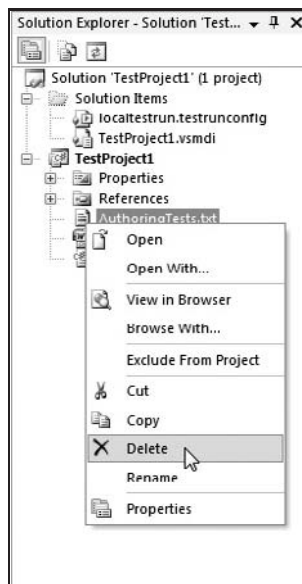 Solution Explorer - Solution 'Test...
Solution 'TestProject1' (1 project)
Solution Items
localtestrun.testrunconfig
TestProject1.vsmdi
TestProject1
Properties
References
AuthoringTests.txt
Open
Open With...
View in Browser
Browse With...
Exclude From Project
Cut
Copy
Delete
Rename
Properties